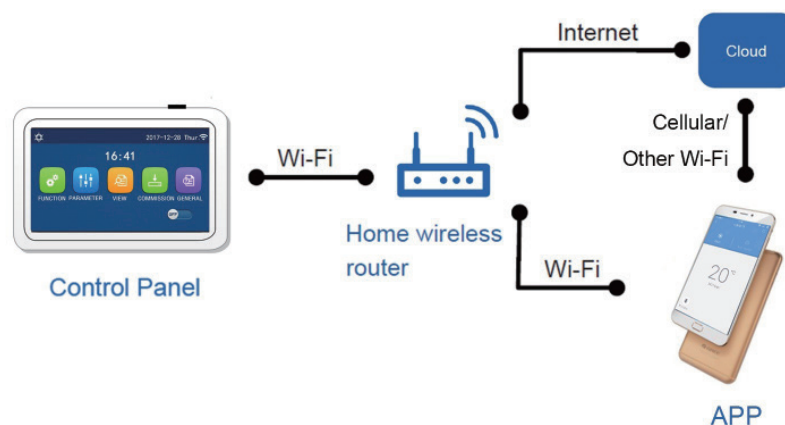 Internet
Cloud
Cellular/
Other Wi-Fi
2017-12-28 Thur
16:41
Wi-Fi
FUNCTION PARAMETER VIEW COMMISSION GENERAL
Home wireless
router
Wi-Fi
20
Control Panel
APP